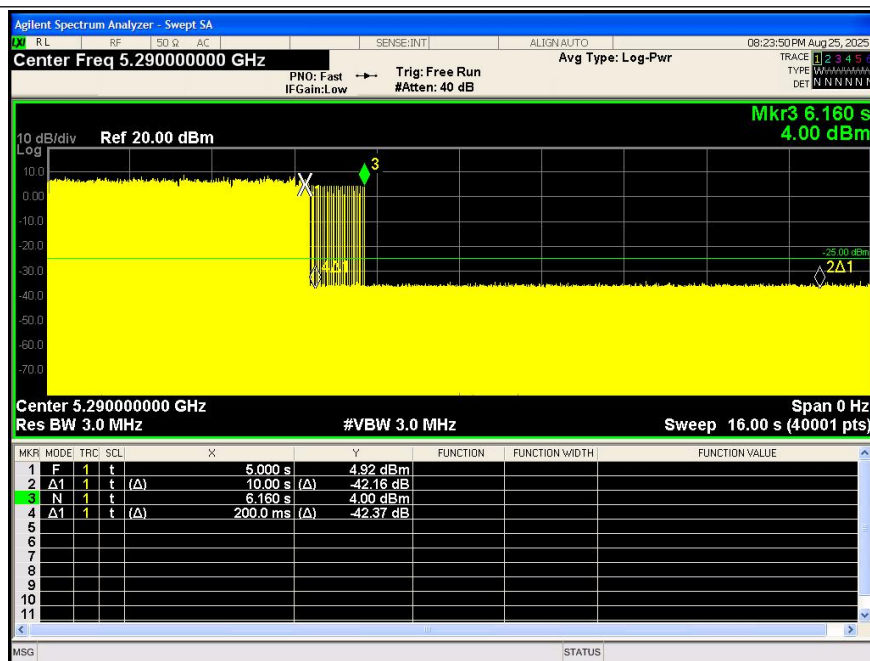 Agilent Spectrum Analyzer - Swept SA
LXI RL RF 50 Ω AC SENSE:INT ALIGN AUTO 08:23:50 PM Aug 25, 2025
Center Freq 5.290000000 GHz
PNO: Fast
IFGain:Low
Trig: Free Run
#Atten: 40 dB
Avg Type: Log-Pwr
TRACE 1 2 3 4 5 6
TYPE
DET N N N N N N
Mkr3 6.160 s
4.00 dBm
10 dB/div Ref 20.00 dBm
Log
10.0
0.00
-10.0
-20.0
-30.0
-40.0
-50.0
-60.0
-70.0
3
X
-25.00 dBm
4Δ1
2Δ1
Center 5.290000000 GHz Span 0 Hz
Res BW 3.0 MHz #VBW 3.0 MHz Sweep 16.00 s (40001 pts)
MKR MODE TRC SCL X Y FUNCTION FUNCTION WIDTH FUNCTION VALUE
1 F 1 t 5.000 s 4.92 dBm
2 Δ1 1 t (Δ) 10.00 s (Δ) -42.16 dB
3 N 1 t 6.160 s 4.00 dBm
4 Δ1 1 t (Δ) 200.0 ms (Δ) -42.37 dB
5
6
7
8
9
10
11
MSG STATUS